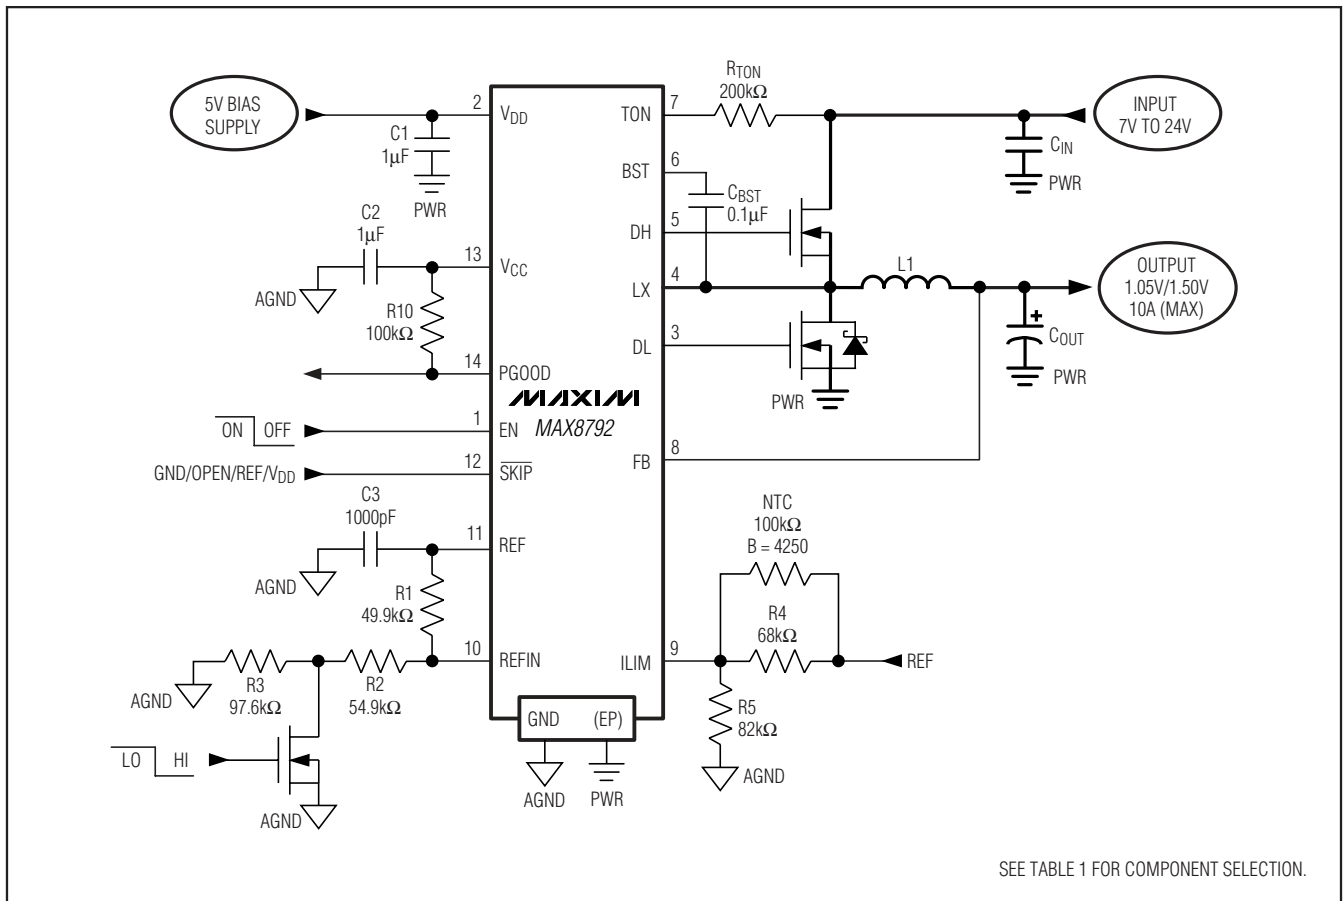 5V BIAS
SUPPLY
2
V_DD
C1
1µF
PWR
C2
1µF
13
V_CC
AGND
R10
100kΩ
14
PGOOD
MAXIM
MAX8792
ON OFF
1
EN
GND/OPEN/REF/V_DD
12
SKIP
C3
1000pF
11
REF
AGND
R1
49.9kΩ
10
REFIN
AGND
R3
97.6kΩ
R2
54.9kΩ
LO HI
AGND
GND (EP)
AGND
PWR
TON
7
R_TON
200kΩ
INPUT
7V TO 24V
C_IN
PWR
BST
6
C_BST
0.1µF
DH
5
LX
4
L1
OUTPUT
1.05V/1.50V
10A (MAX)
C_OUT
+
PWR
DL
3
PWR
FB
8
NTC
100kΩ
B = 4250
R4
68kΩ
ILIM
9
REF
R5
82kΩ
AGND
SEE TABLE 1 FOR COMPONENT SELECTION.